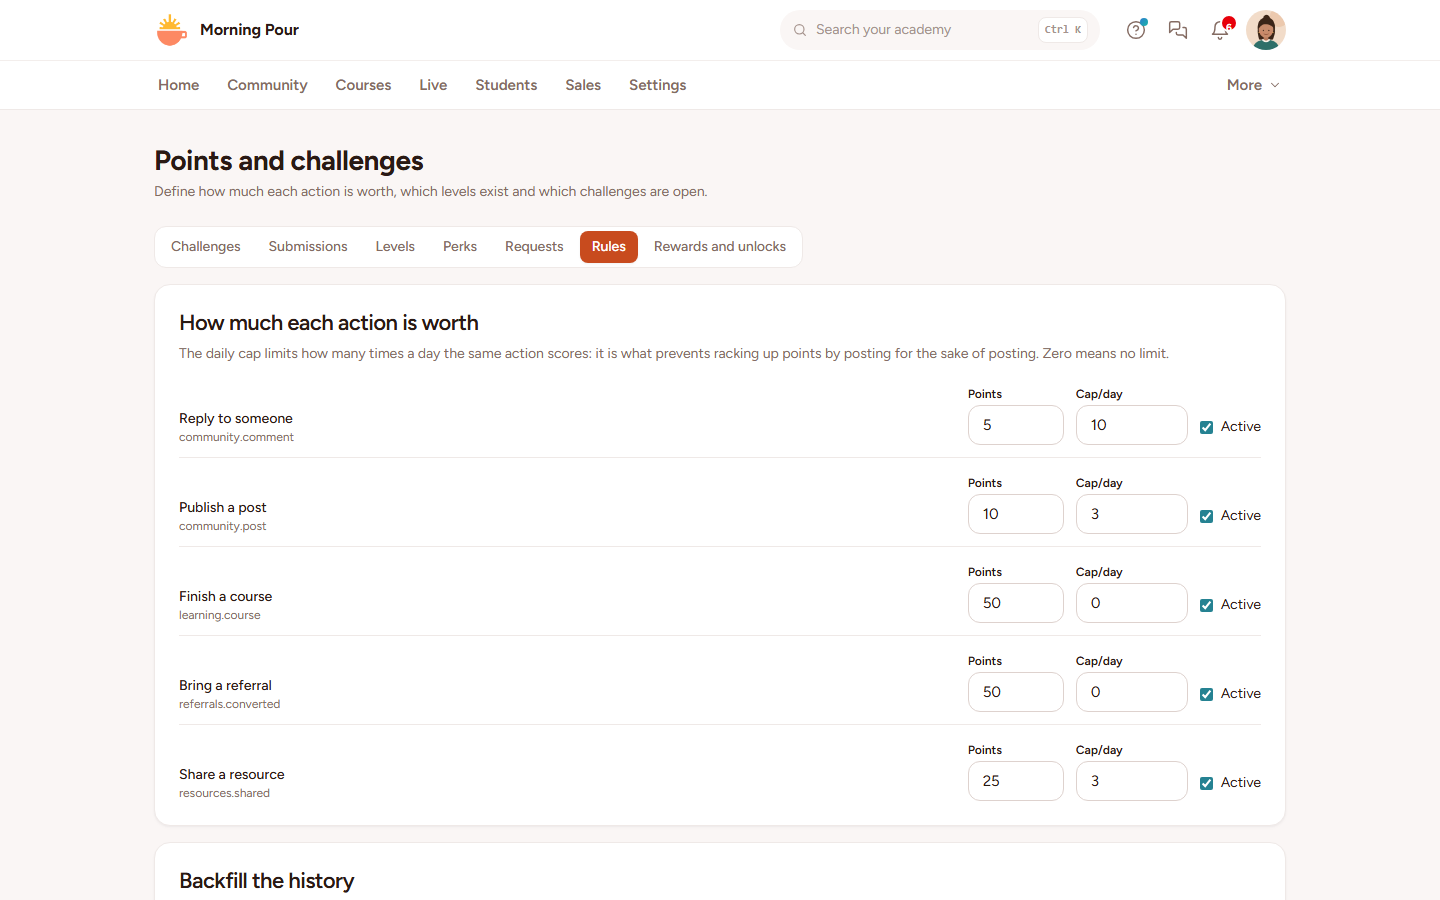 Morning Pour
Search your academy
Ctrl K
6
Home
Community
Courses
Live
Students
Sales
Settings
More
Points and challenges
Define how much each action is worth, which levels exist and which challenges are open.
Challenges
Submissions
Levels
Perks
Requests
Rules
Rewards and unlocks
How much each action is worth
The daily cap limits how many times a day the same action scores: it is what prevents racking up points by posting for the sake of posting. Zero means no limit.
Points
Cap/day
Reply to someone
community.comment
5
10
Active
Points
Cap/day
Publish a post
community.post
10
3
Active
Points
Cap/day
Finish a course
learning.course
50
0
Active
Points
Cap/day
Bring a referral
referrals.converted
50
0
Active
Points
Cap/day
Share a resource
resources.shared
25
3
Active
Backfill the history